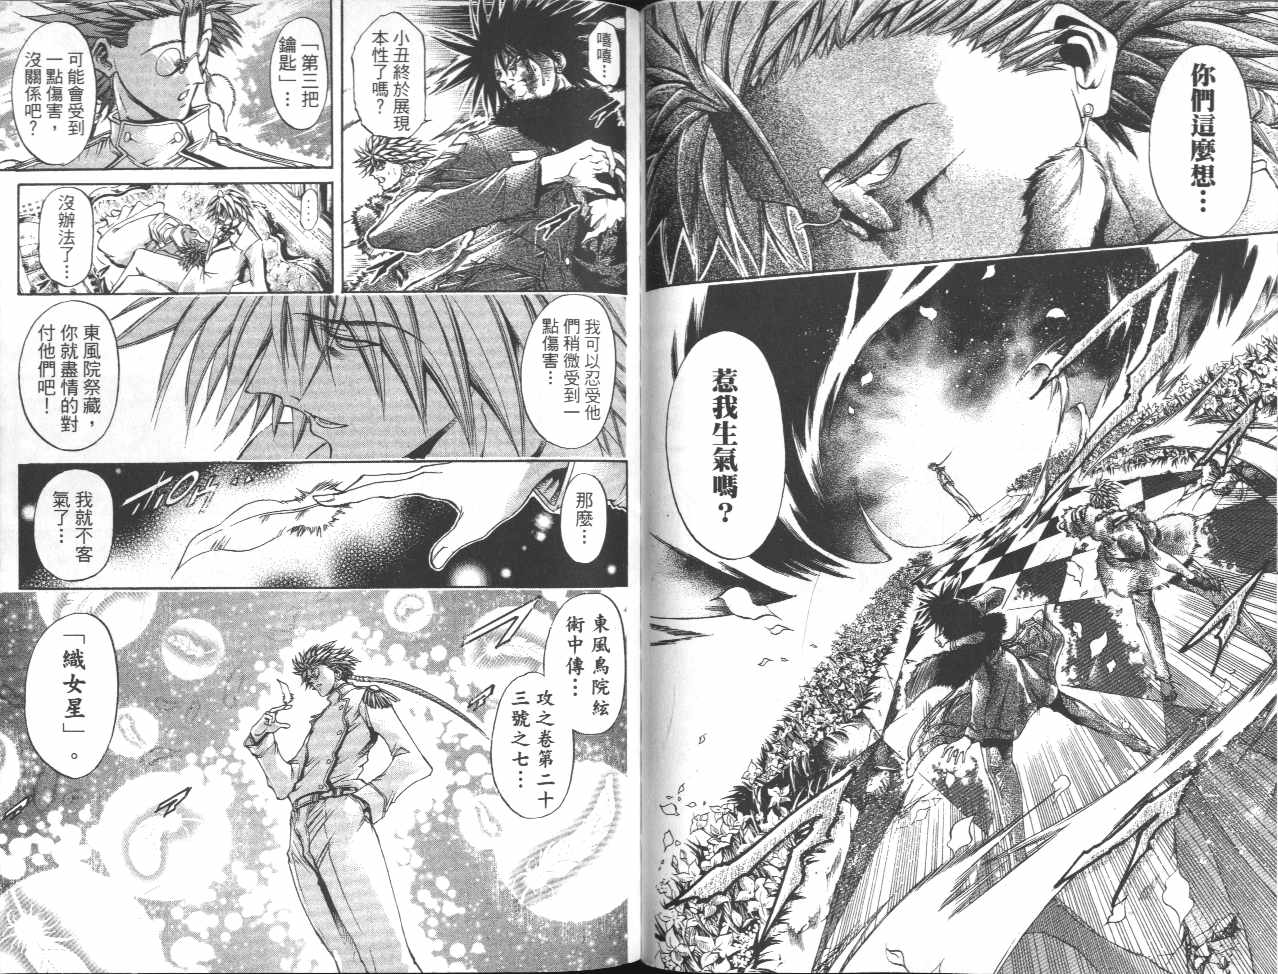 你們這麼想…
惹我生氣嗎？
嘻嘻…
小丑終於展現
本性了嗎？
「第三把
鑰匙」…
可能會受到
一點傷害，
沒關係吧？
……
沒辦法了…
我可以忍受他
們稍微受到一
點傷害…
東風院祭藏，
你就盡情的對
付他們吧！
那麼…
我就不客
氣了…
東風鳥院絃
術中傳…
攻之卷第二十
三號之七…
「織女星」。